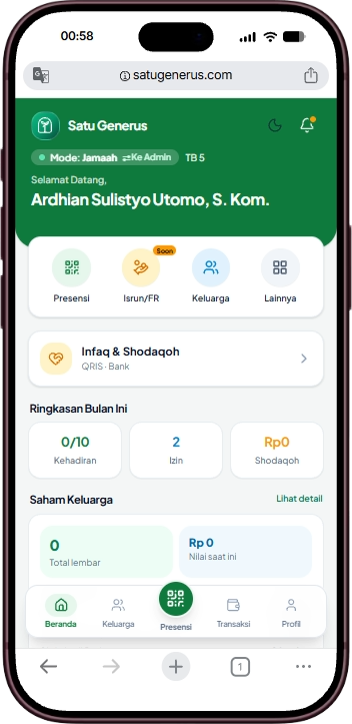 00:58
satugenerus.com
Satu Generus
Mode: Jamaah ⇌Ke Admin TB 5
Selamat Datang,
Ardhian Sulistyo Utomo, S. Kom.
Soon
Presensi Isrun/FR Keluarga Lainnya
Infaq & Shodaqoh
QRIS · Bank
Ringkasan Bulan Ini
0/10 2 Rp0
Kehadiran Izin Shodaqoh
Saham Keluarga Lihat detail
0 Rp 0
Total lembar Nilai saat ini
Beranda Keluarga Presensi Transaksi Profil
1